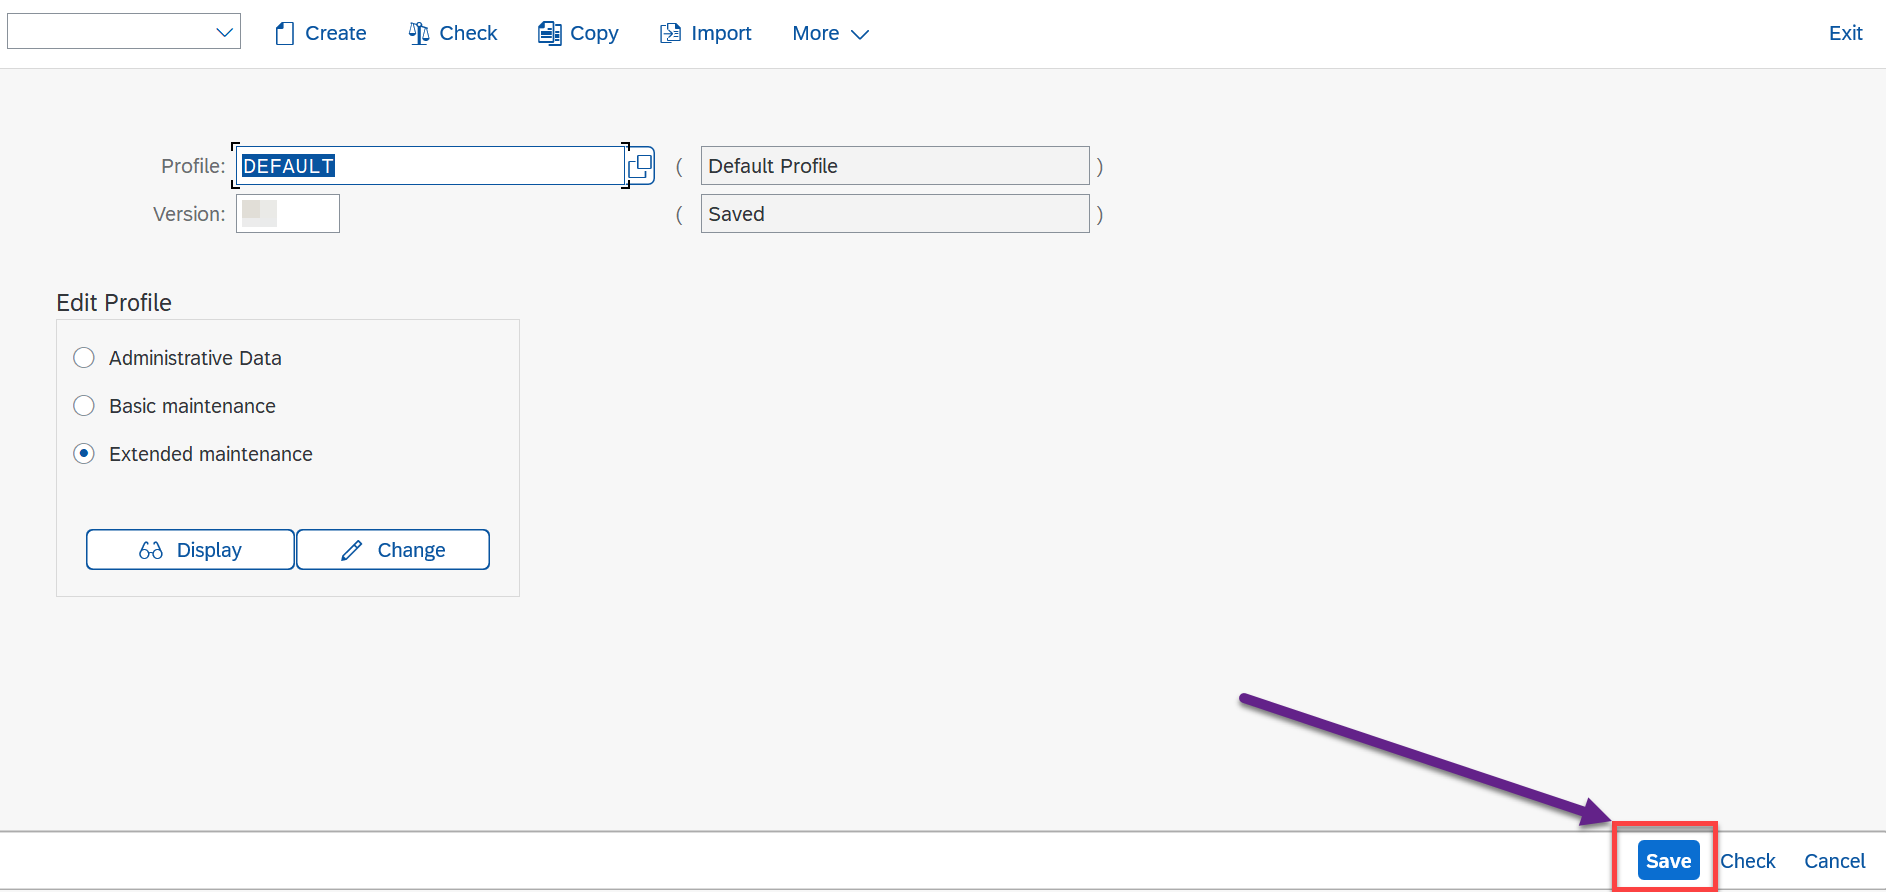 Create Check Copy Import More Exit
Profile: DEFAULT ( Default Profile )
Version: ( Saved )
Edit Profile
Administrative Data
Basic maintenance
Extended maintenance
Display Change
Save Check Cancel